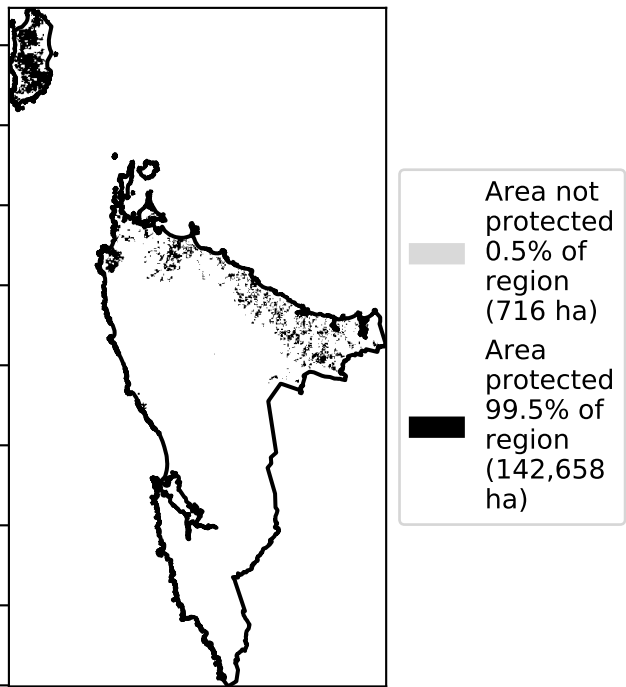 Area not
protected
0.5% of
region
(716 ha)
Area
protected
99.5% of
region
(142,658
ha)